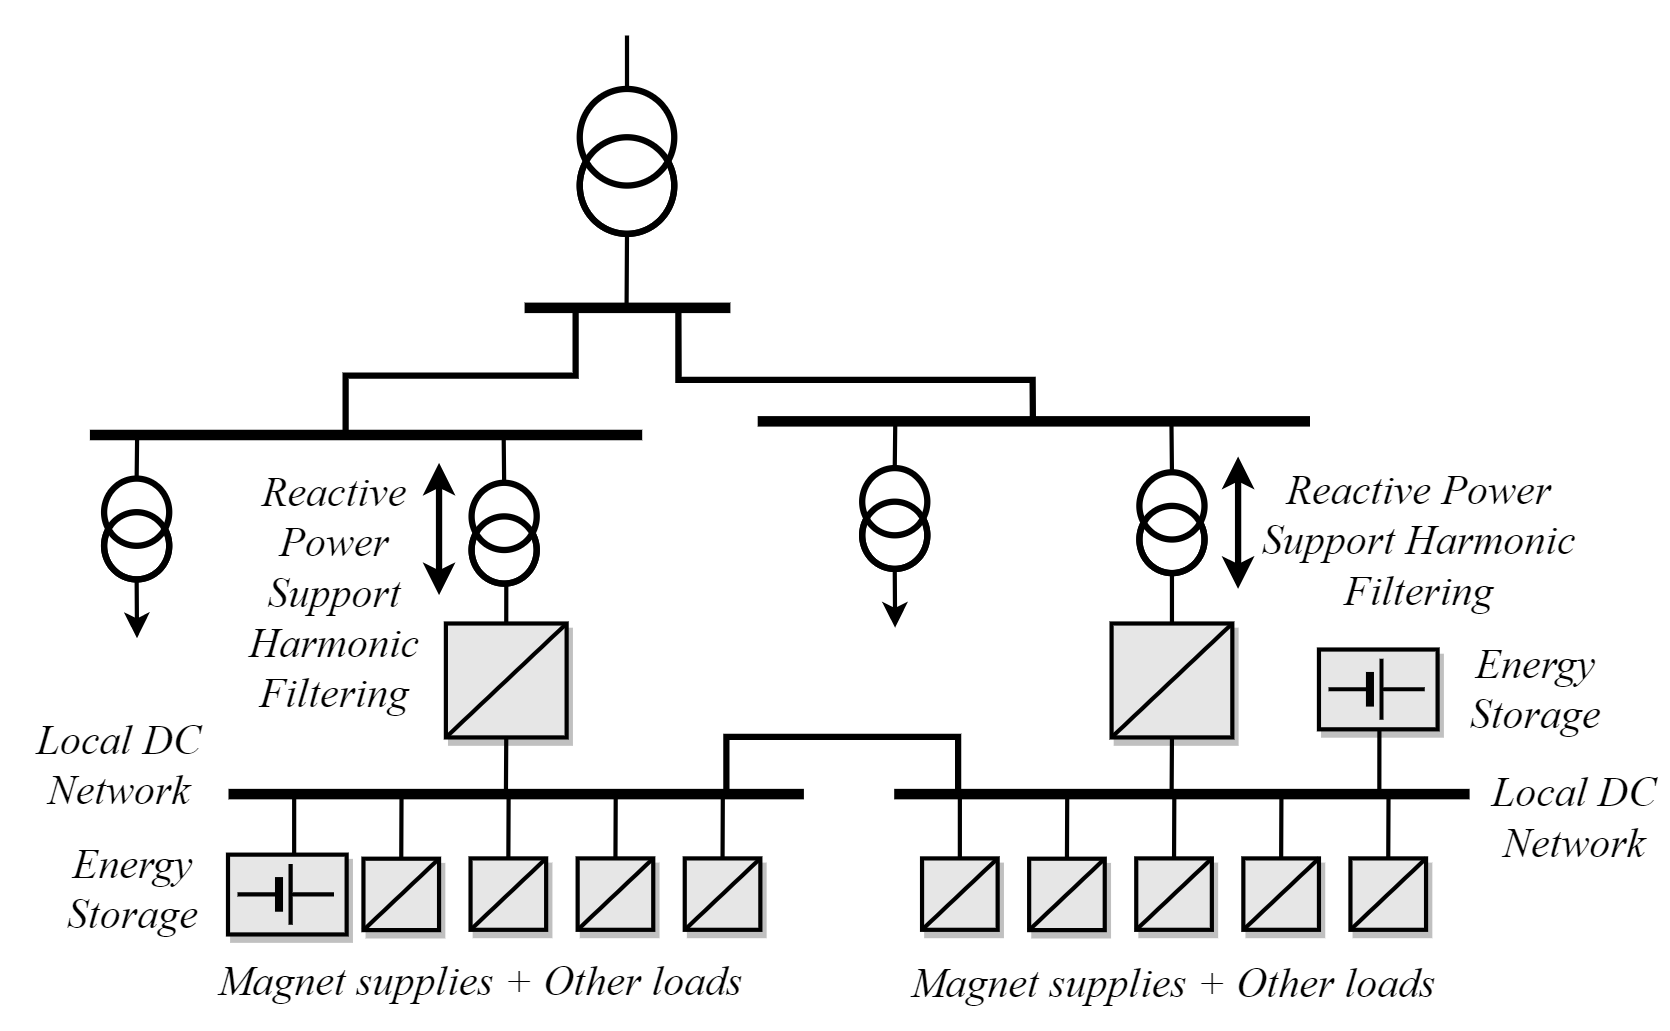 Reactive
Power
Support
Harmonic
Filtering
Reactive Power
Support Harmonic
Filtering
Energy
Storage
Local DC
Network
Local DC
Network
Energy
Storage
Magnet supplies + Other loads
Magnet supplies + Other loads